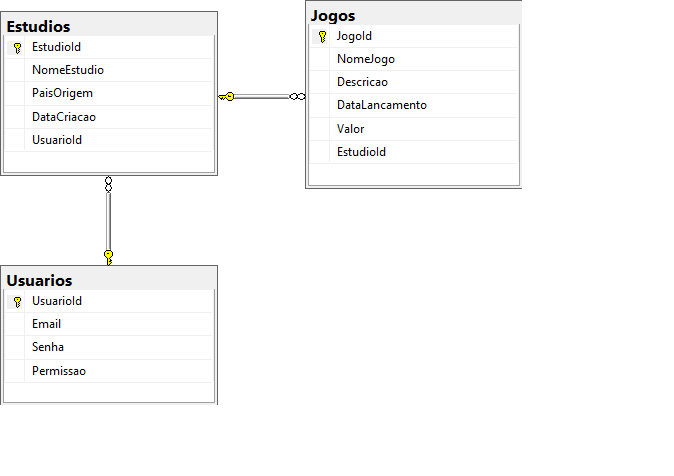 Estudios
EstudioId
NomeEstudio
PaisOrigem
DataCriacao
UsuarioId
Jogos
JogoId
NomeJogo
Descricao
DataLancamento
Valor
EstudioId
Usuarios
UsuarioId
Email
Senha
Permissao